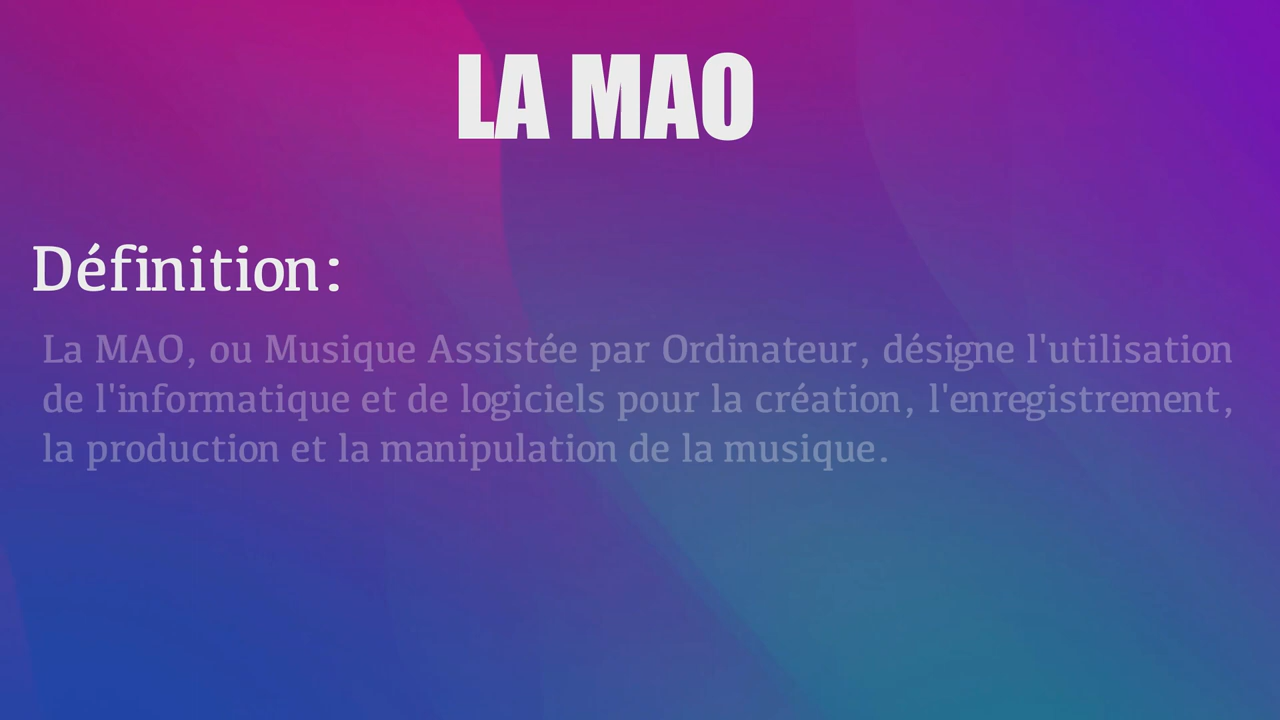 LA MAO
Définition:
La MAO, ou Musique Assistée par Ordinateur, désigne l'utilisation
de l'informatique et de logiciels pour la création, l'enregistrement,
la production et la manipulation de la musique.